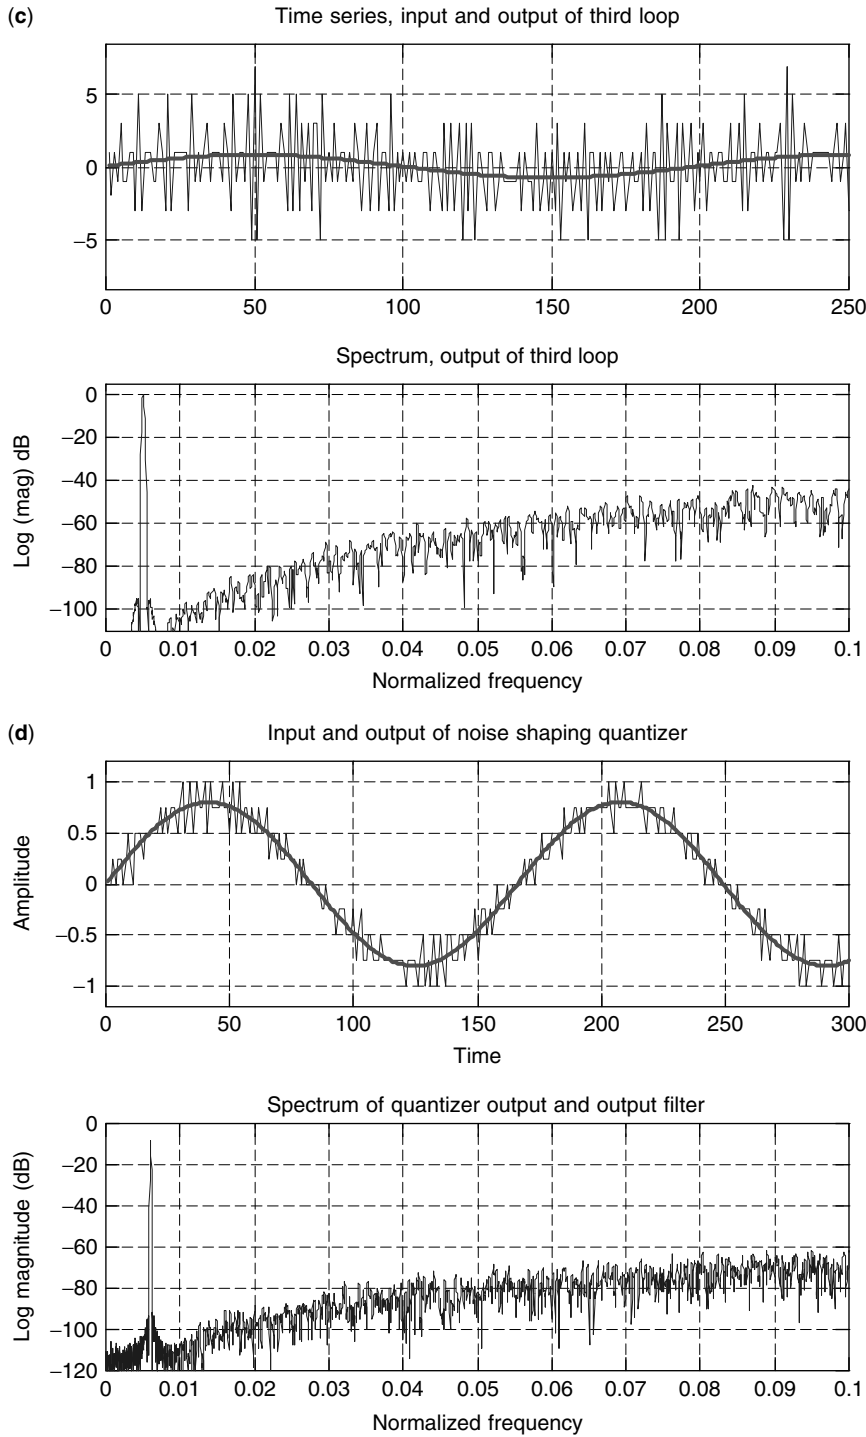 (c)
Time series, input and output of third loop
5
0
−5
0 50 100 150 200 250
Spectrum, output of third loop
Log (mag) dB
0
−20
−40
−60
−80
−100
0 0.01 0.02 0.03 0.04 0.05 0.06 0.07 0.08 0.09 0.1
Normalized frequency
(d)
Input and output of noise shaping quantizer
Amplitude
1
0.5
0
−0.5
−1
0 50 100 150 200 250 300
Time
Spectrum of quantizer output and output filter
Log magnitude (dB)
0
−20
−40
−60
−80
−100
−120
0 0.01 0.02 0.03 0.04 0.05 0.06 0.07 0.08 0.09 0.1
Normalized frequency